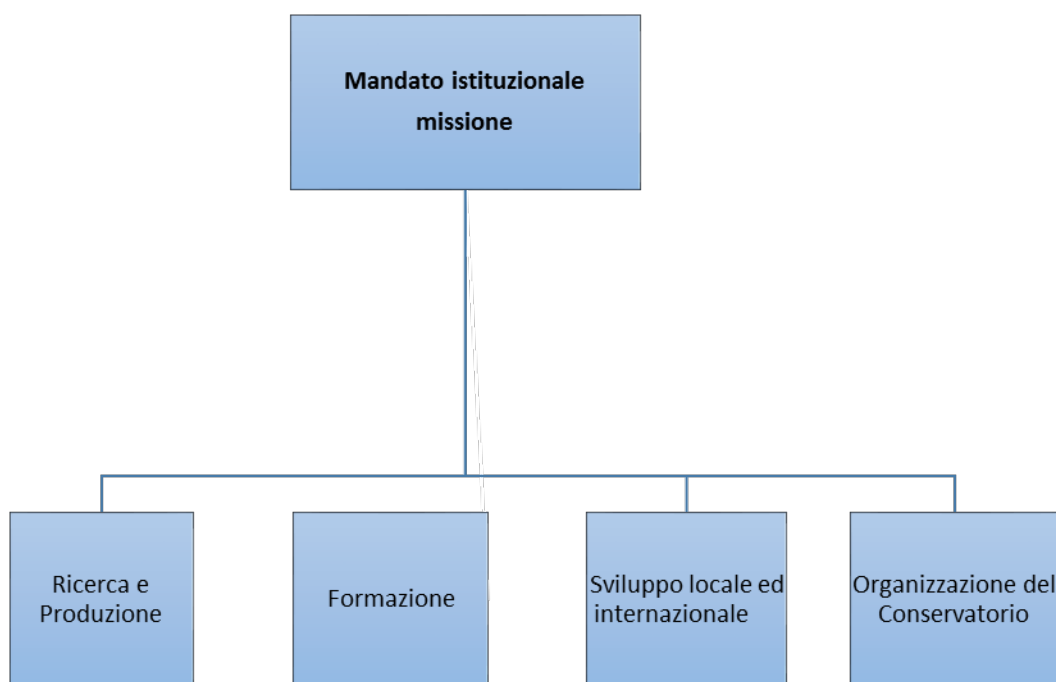 Mandato istituzionale
missione
Ricerca e
Produzione
Formazione
Sviluppo locale ed
internazionale
Organizzazione del
Conservatorio